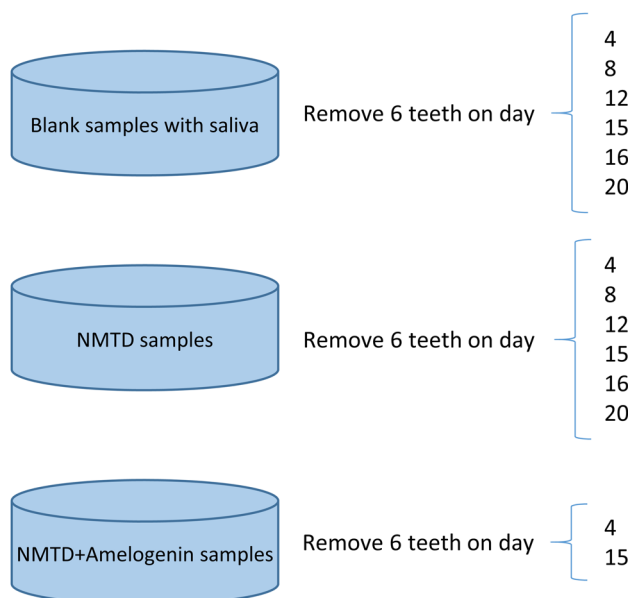 Blank samples with saliva
Remove 6 teeth on day
4
8
12
15
16
20
NMTD samples
Remove 6 teeth on day
4
8
12
15
16
20
NMTD+Amelogenin samples
Remove 6 teeth on day
4
15